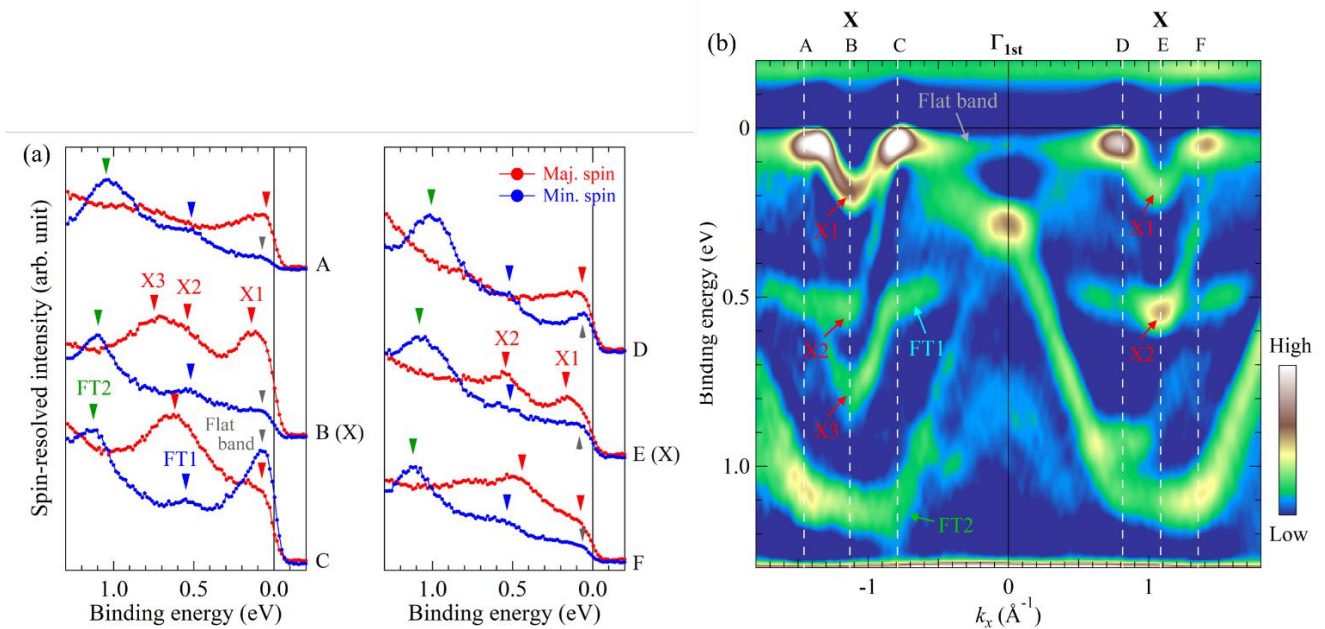 (a)
Spin-resolved intensity (arb. unit)
A
X3
X2
X1
FT2
B (X)
Flat
band
FT1
C
1.0
0.5
0.0
Binding energy (eV)
Maj. spin
Min. spin
D
X2
X1
E (X)
F
1.0
0.5
0.0
Binding energy (eV)
(b)
X
X
A
B
C
Γ1st
D
E
F
Flat band
0
X1
X1
Binding energy (eV)
0.5
X2
FT1
X2
X3
1.0
FT2
-1
0
1
kx (Å-1)
High
Low